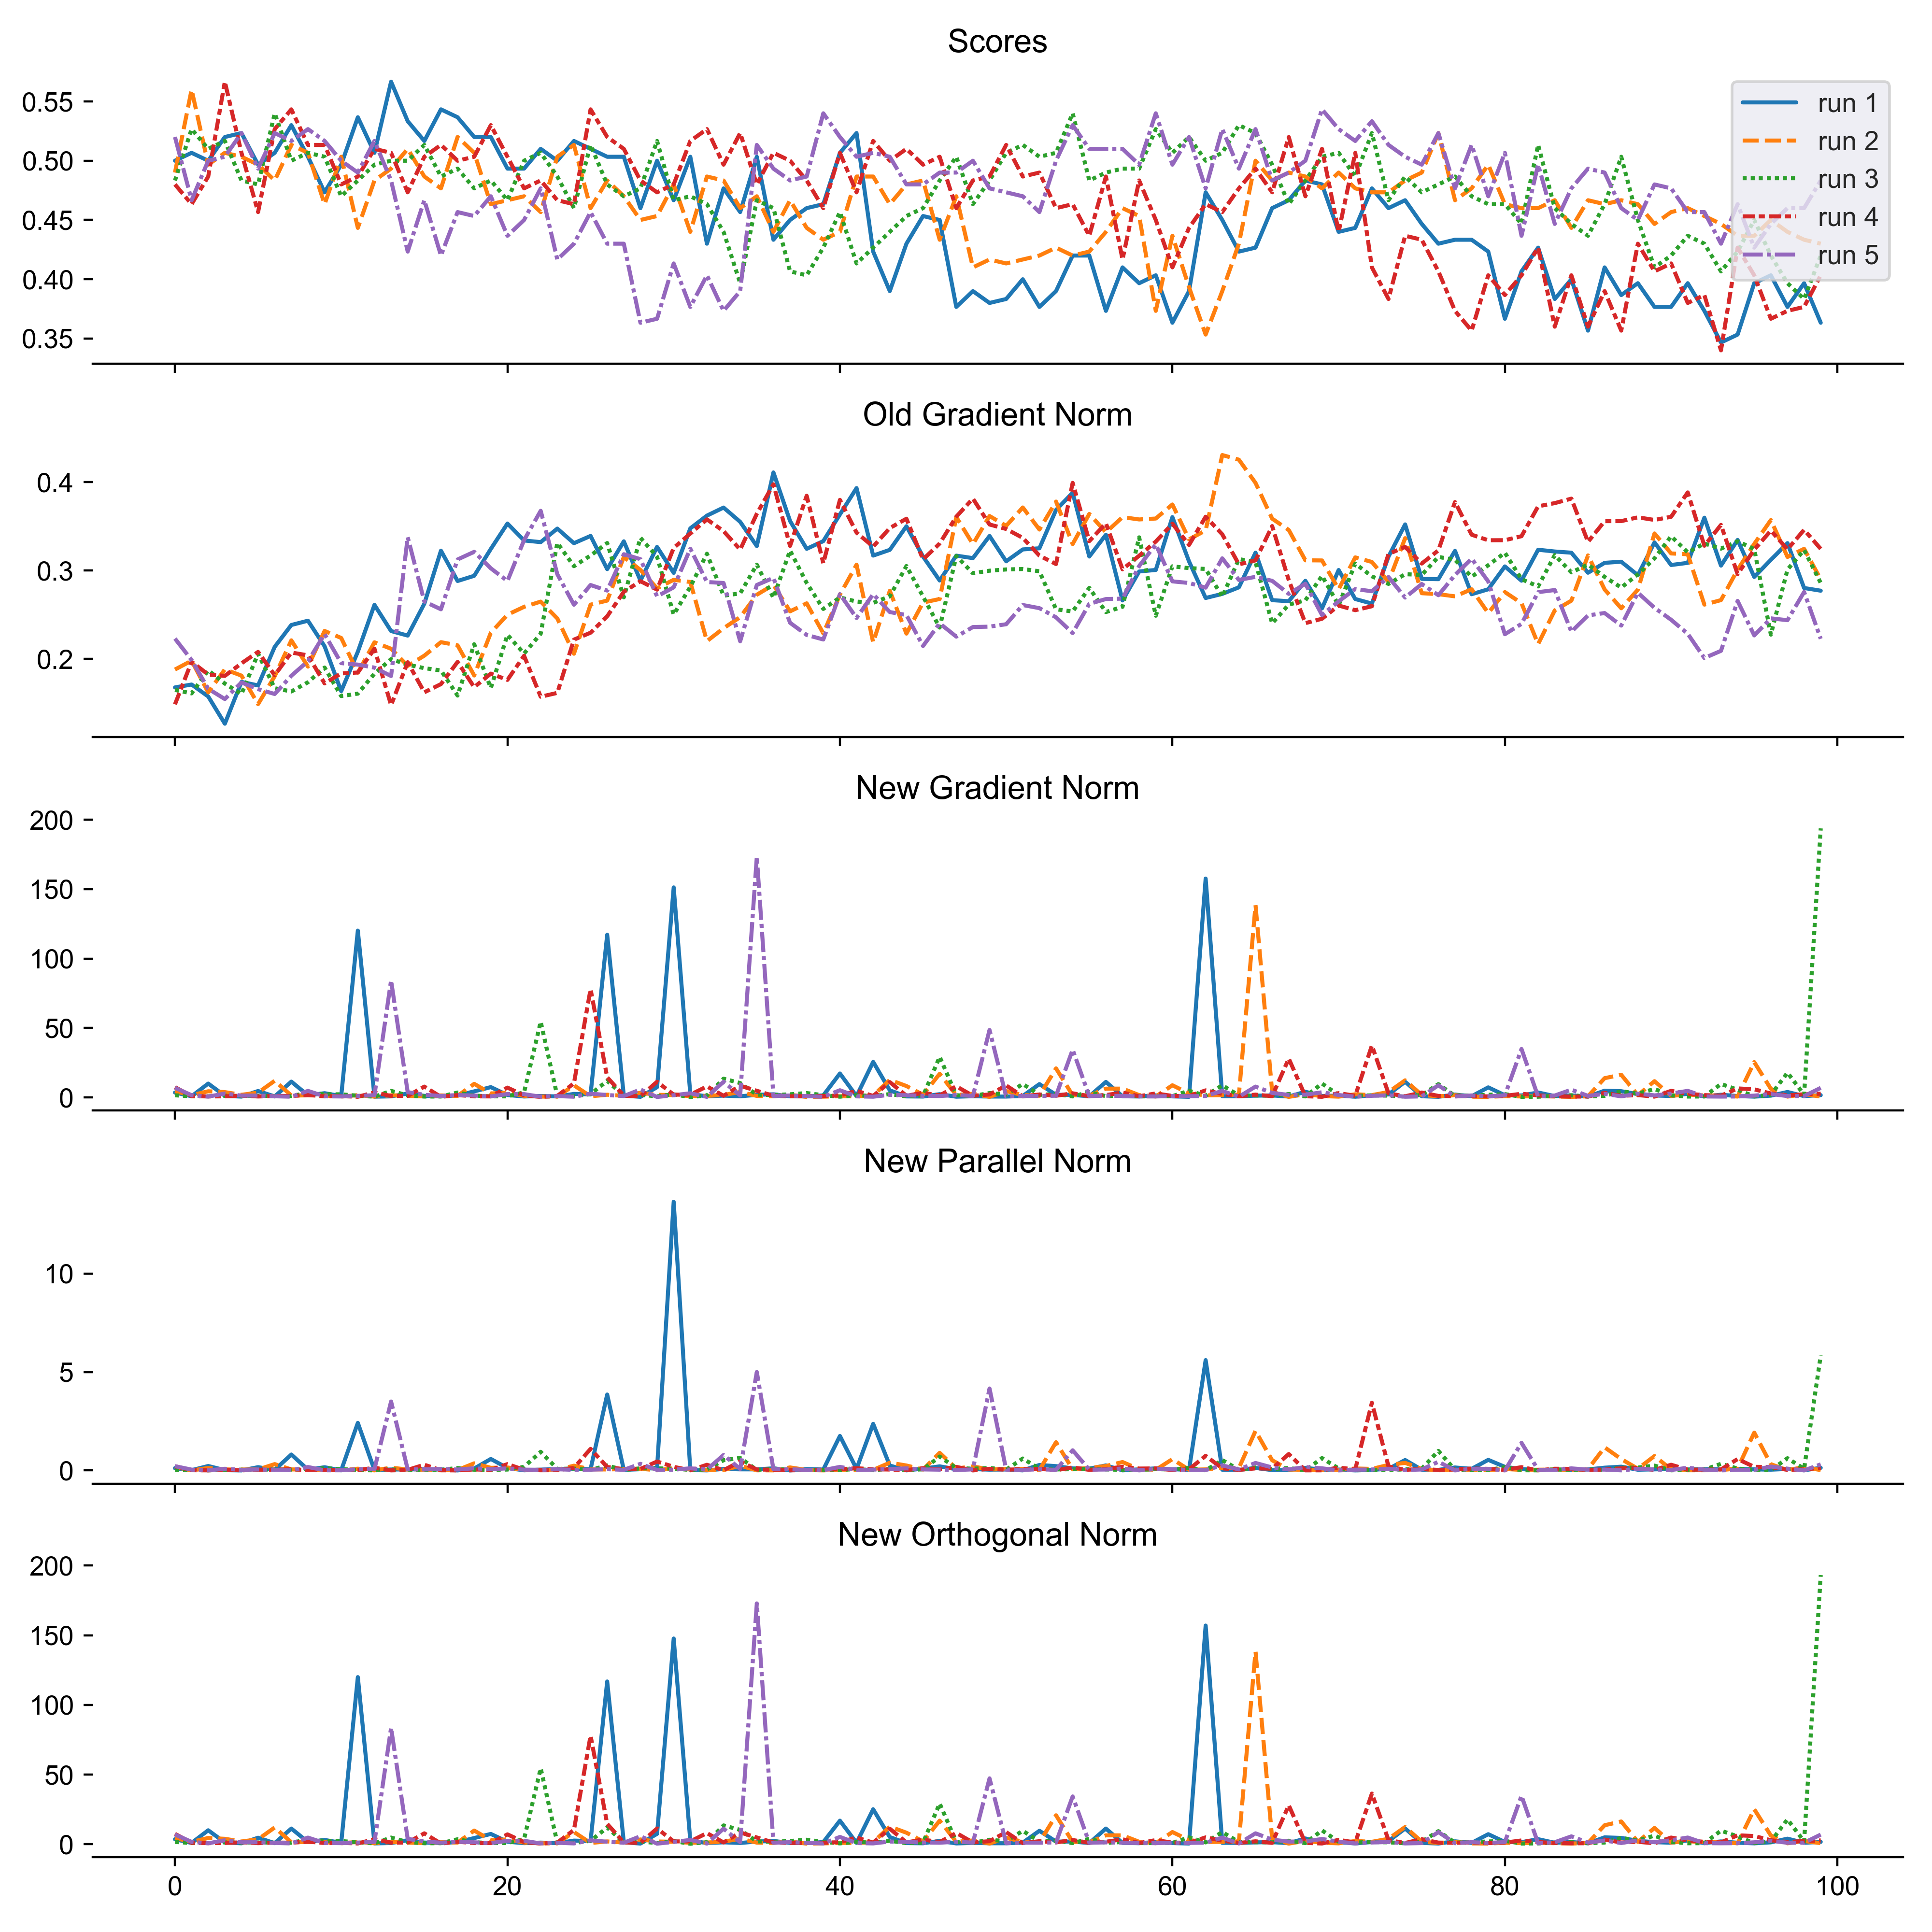 Scores
0.55
0.50
0.45
0.40
0.35
run 1
run 2
run 3
run 4
run 5
Old Gradient Norm
0.4
0.3
0.2
New Gradient Norm
200
150
100
50
0
New Parallel Norm
10
5
0
New Orthogonal Norm
200
150
100
50
0
0 20 40 60 80 100